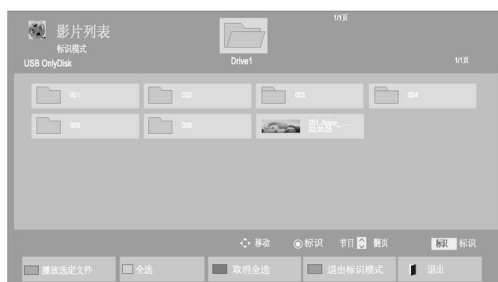 1/1页
影片列表
标识模式
USB OnlyDisk
Drive1
1/1页
001
002
003
004
移动
标识
节目
翻页
标识
标识
播放选定文件
全选
取消全选
退出标识模式
退出